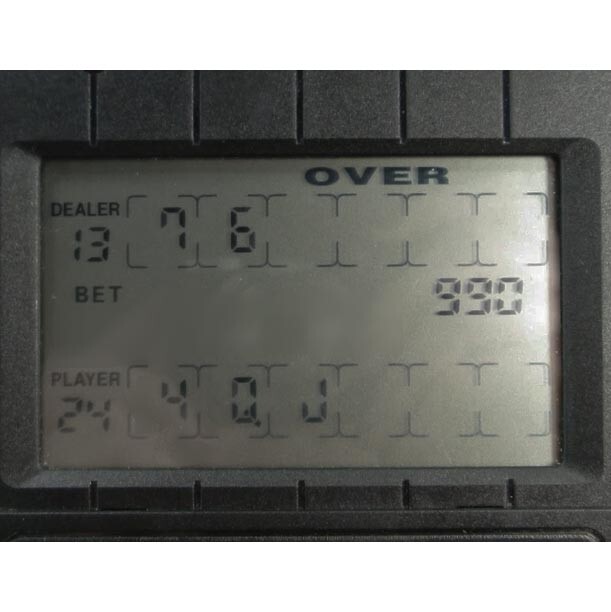 OVER
DEALER 7 6
13
BET 990
PLAYER 4 Q J
24